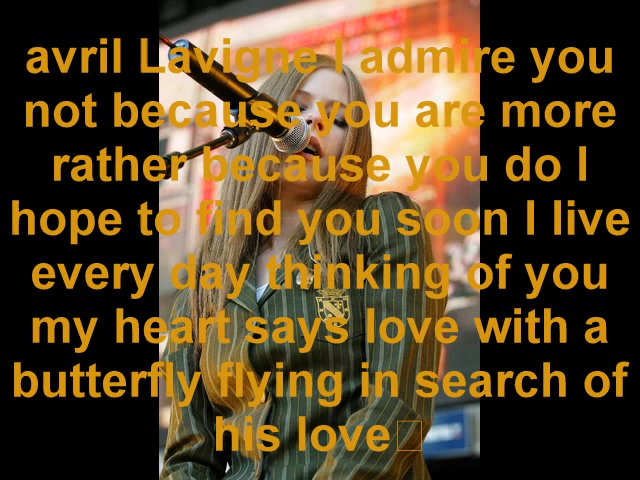 avril Lavigne I admire you
not because you are more
rather because you do I
hope to find you soon I live
every day thinking of you
my heart says love with a
butterfly flying in search of
his love